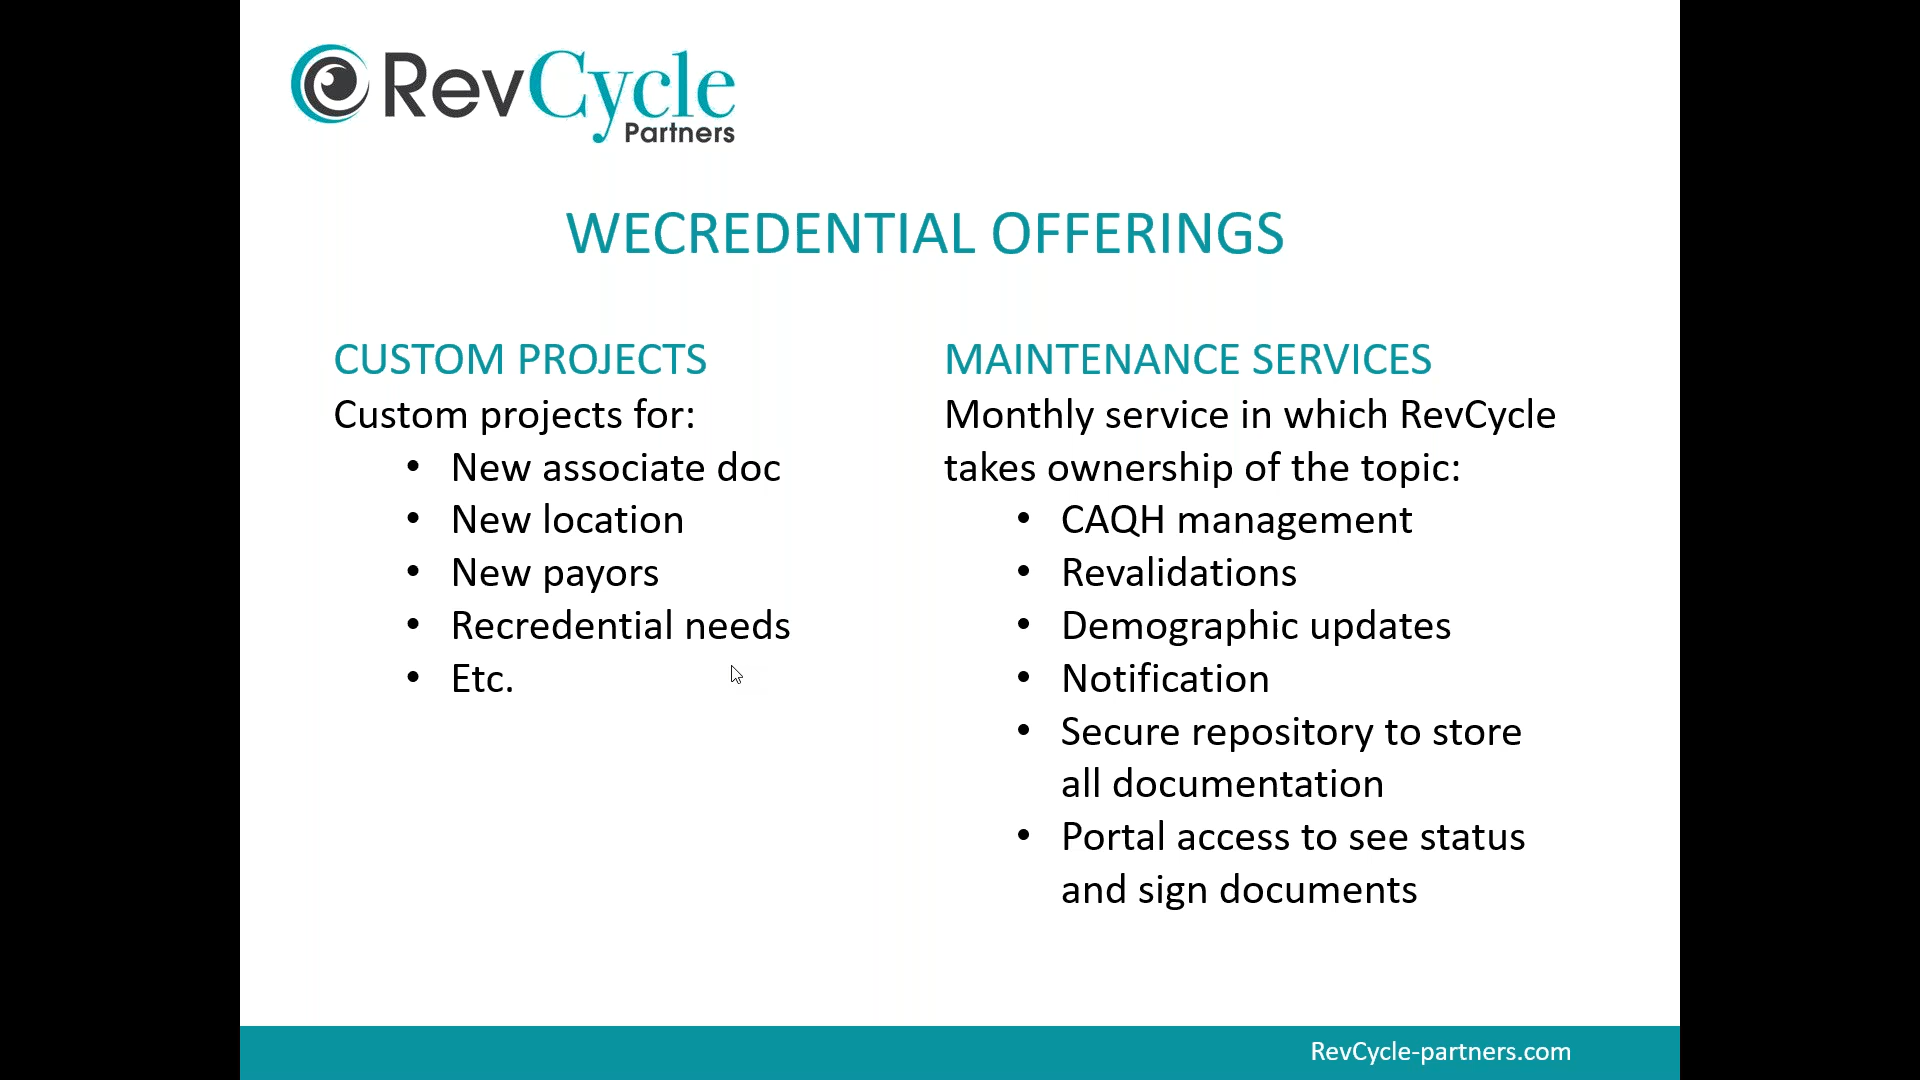 RevCycle
Partners
WECREDENTIAL OFFERINGS
CUSTOM PROJECTS
Custom projects for:
• New associate doc
• New location
• New payors
• Recredential needs
• Etc.
MAINTENANCE SERVICES
Monthly service in which RevCycle
takes ownership of the topic:
• CAQH management
• Revalidations
• Demographic updates
• Notification
• Secure repository to store
all documentation
• Portal access to see status
and sign documents
RevCycle-partners.com